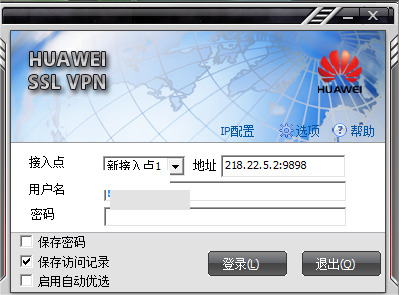 HUAWEI
SSL VPN
HUAWEI
IP配置 选项 帮助
接入点 新接入点1 地址 218.22.5.2:9898
用户名
密码
保存密码
保存访问记录
启用自动优选
登录(L) 退出(Q)